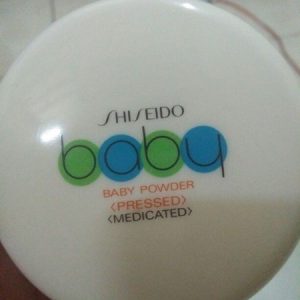 SHISEIDO
baby
BABY POWDER
〈PRESSED〉
〈MEDICATED〉